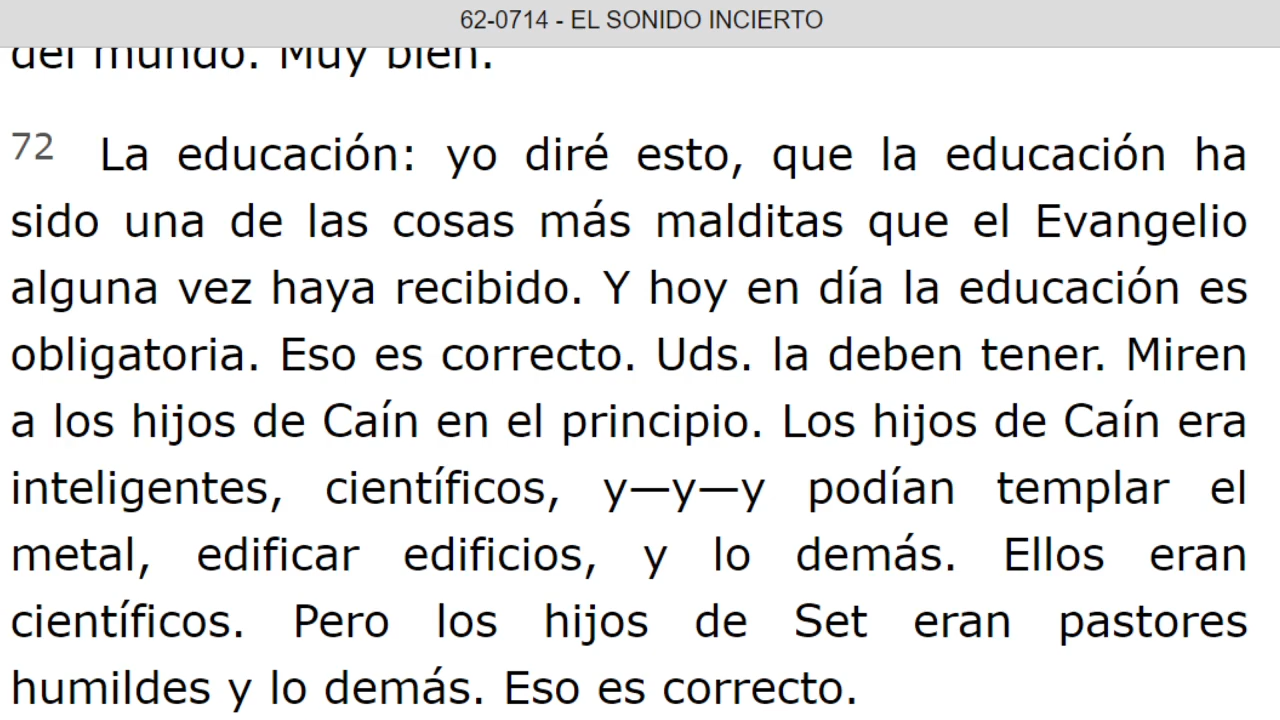 62-0714 - EL SONIDO INCIERTO
del mundo. Muy bien.
72 La educación: yo diré esto, que la educación ha
sido una de las cosas más malditas que el Evangelio
alguna vez haya recibido. Y hoy en día la educación es
obligatoria. Eso es correcto. Uds. la deben tener. Miren
a los hijos de Caín en el principio. Los hijos de Caín era
inteligentes, científicos, y—y—y podían templar el
metal, edificar edificios, y lo demás. Ellos eran
científicos. Pero los hijos de Set eran pastores
humildes y lo demás. Eso es correcto.